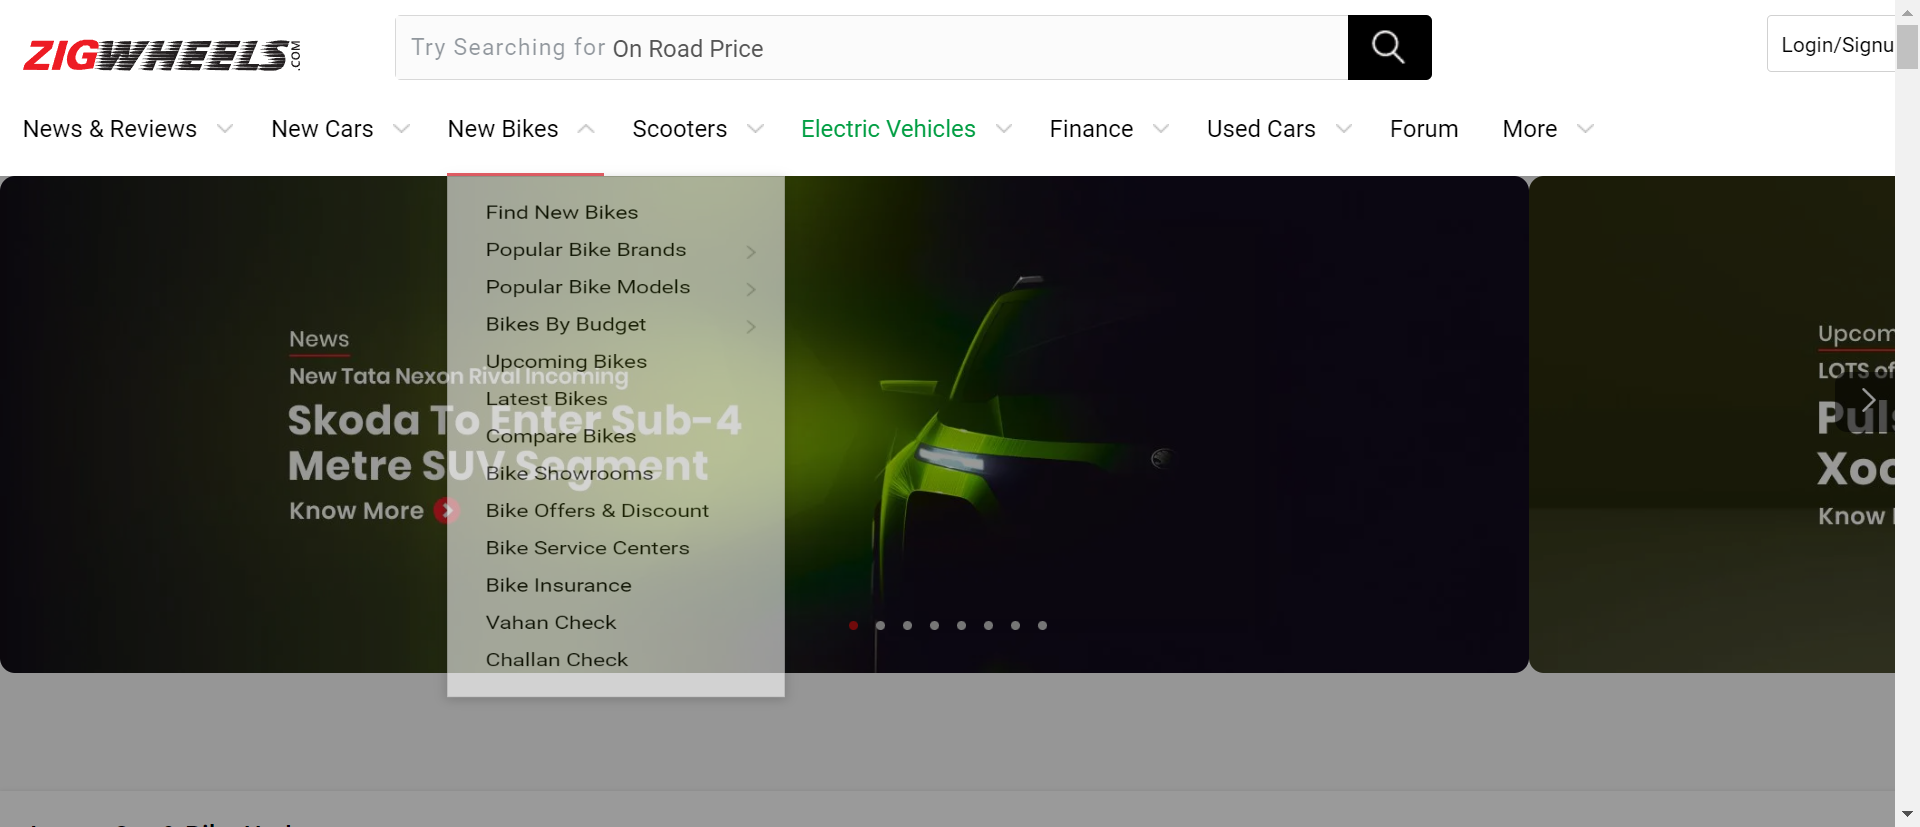 ZIGWHEELS.COM
Try Searching for On Road Price
Login/Signu
News & Reviews
New Cars
New Bikes
Scooters
Electric Vehicles
Finance
Used Cars
Forum
More
Find New Bikes
Popular Bike Brands
Popular Bike Models
Bikes By Budget
Upcoming Bikes
Latest Bikes
Compare Bikes
Bike Showrooms
Bike Offers & Discount
Bike Service Centers
Bike Insurance
Vahan Check
Challan Check
News
New Tata Nexon Rival Incoming
Skoda To Enter Sub-4
Metre SUV Segment
Know More
Upcom
LOTS of
Puls
Xoo
Know